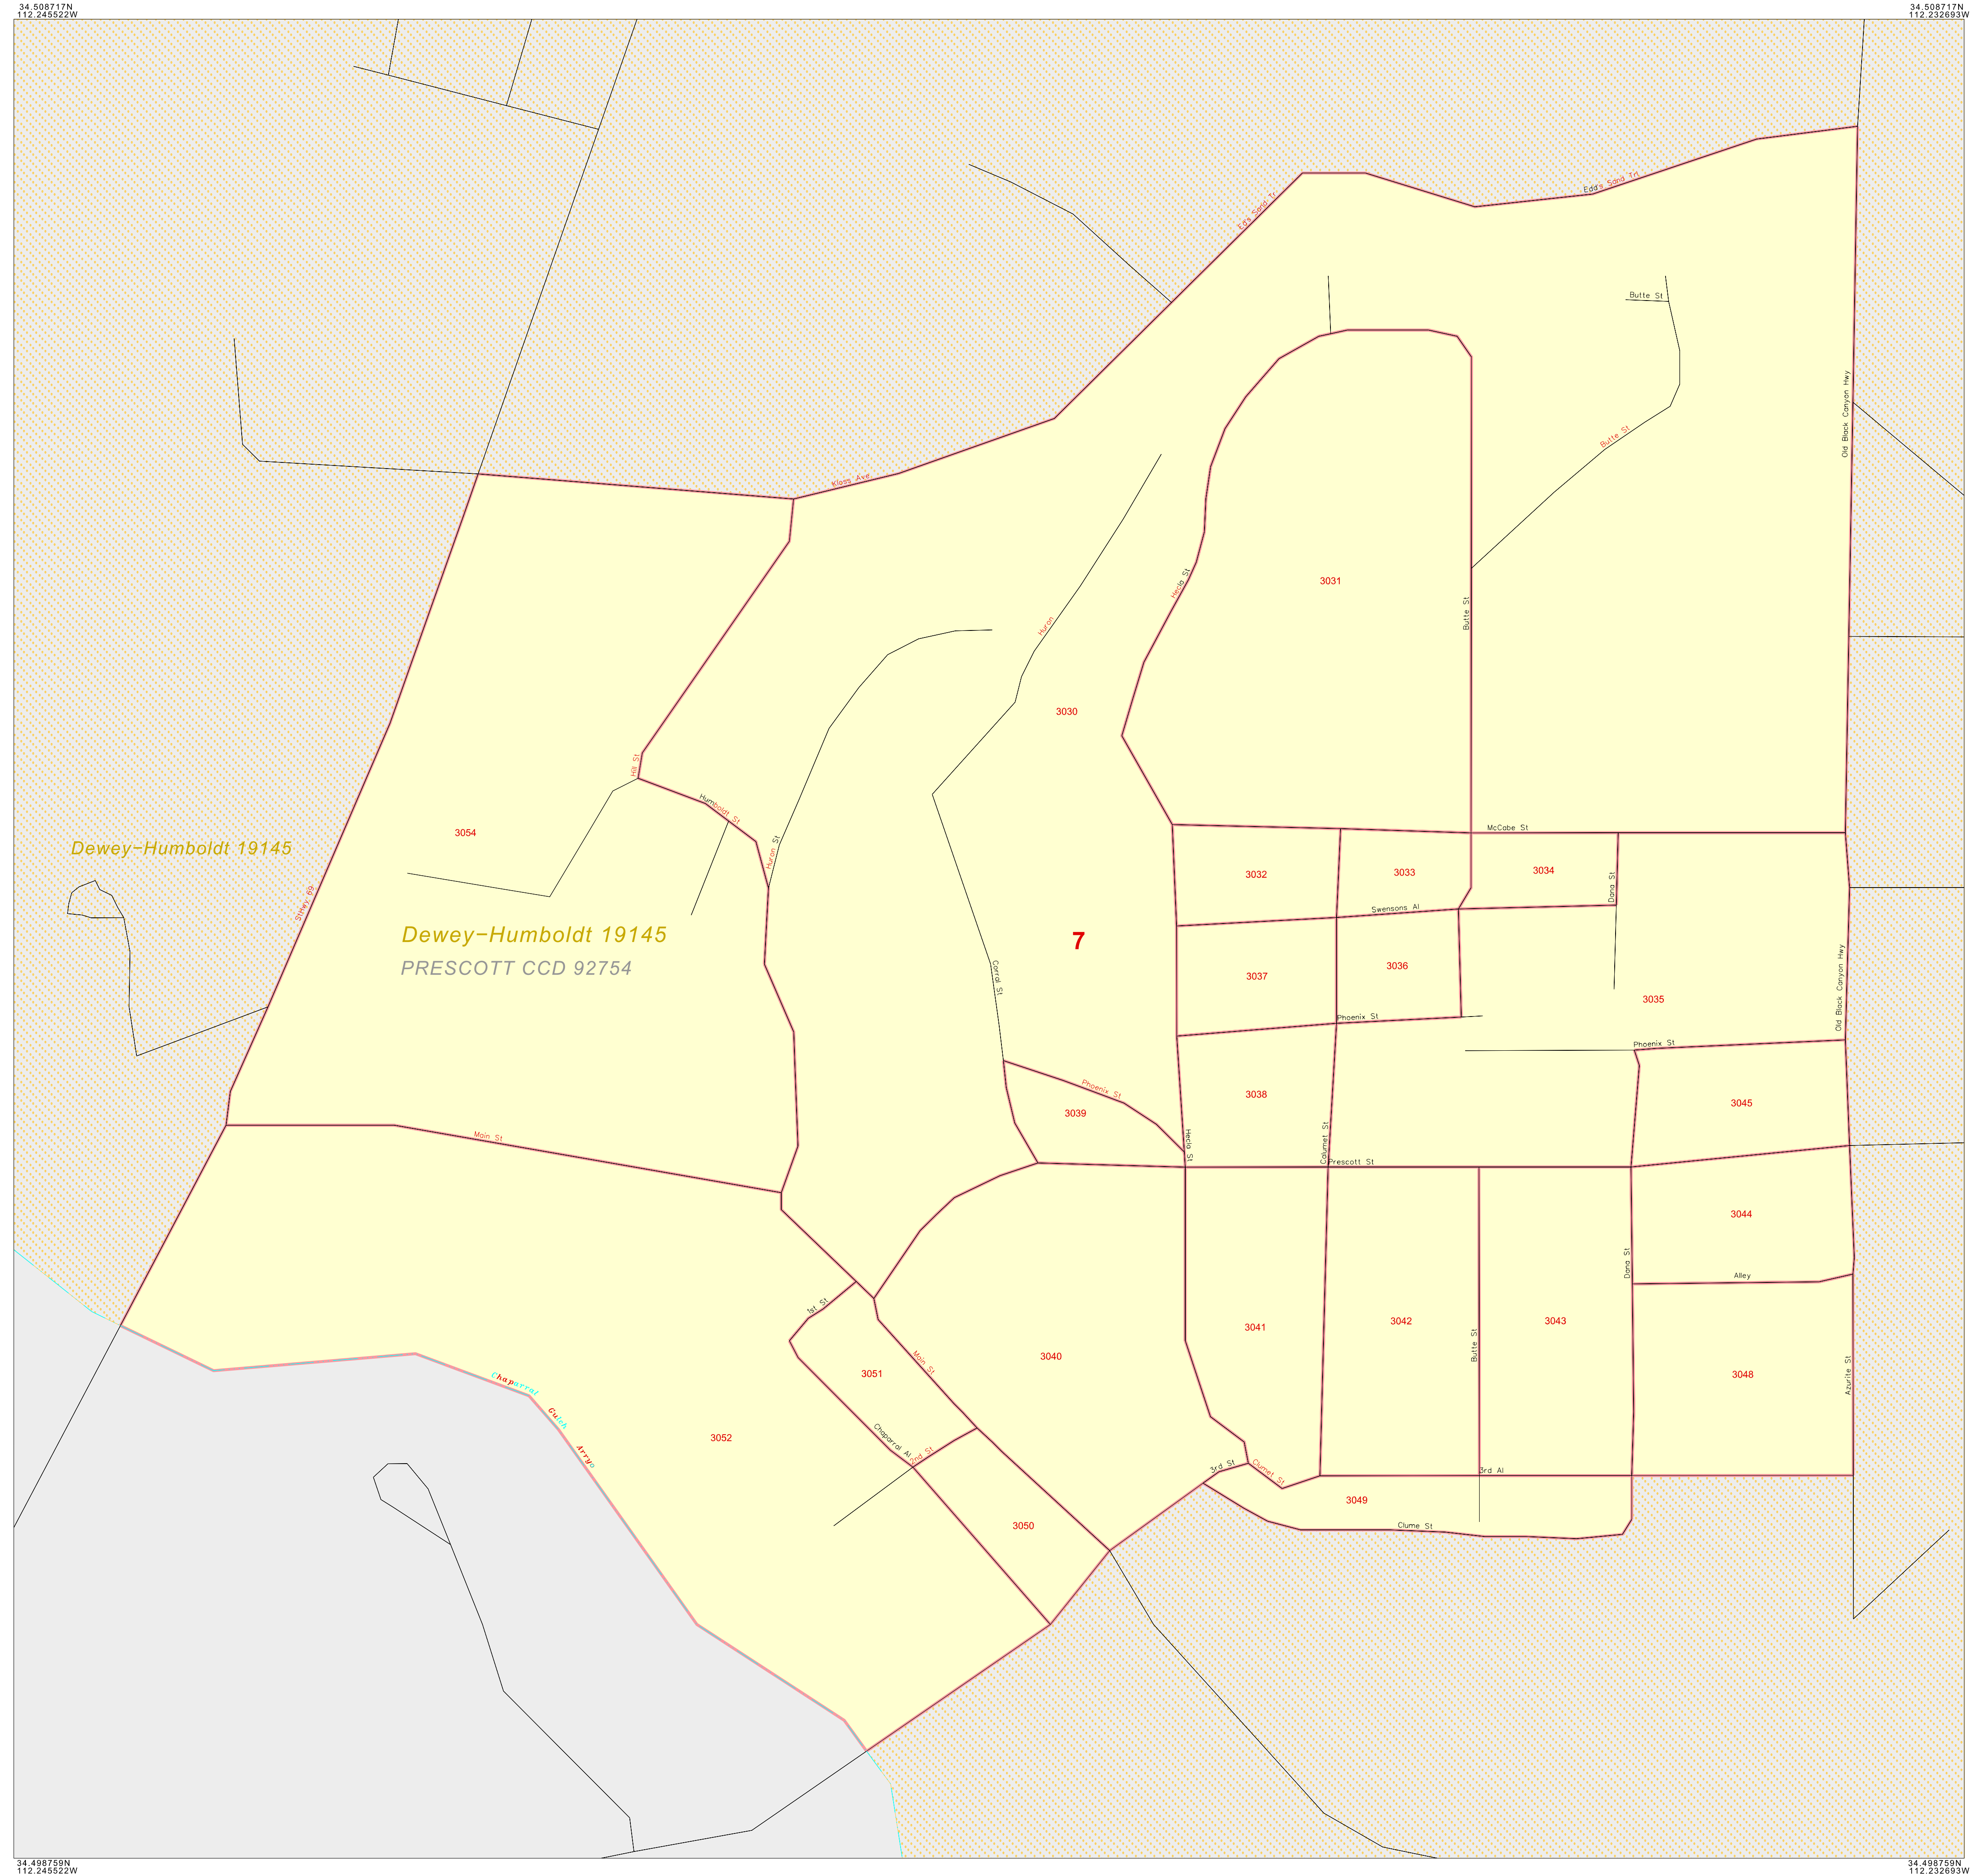 34.508717N
112.245522W
34.508717N
112.232693W
Edd's Sand Trl
Ed's Sand Tr
Butte St
Old Black Canyon Hwy
Butte St
Kloss Ave
Hecla St
3031
Butte St
Huron
3030
Hill St
Humboldt St
McCabe St
3054
Huron St
Dewey-Humboldt 19145
3032
3033
3034
Dana St
StHwy 69
Swensons Al
Dewey-Humboldt 19145
PRESCOTT CCD 92754
7
3037
3036
Corral St
Old Black Canyon Hwy
3035
Phoenix St
Phoenix St
Phoenix St
3038
3039
3045
Main St
Hecla St
Calumet St
Prescott St
3044
Dana St
Alley
1st St
3041
3042
3043
Butte St
Main St
3040
3051
3048
Azurite St
Chaparral
Gulch
Arryo
3052
Chaparral Al
2nd St
3rd St
Clumet St
3rd Al
3049
Clume St
3050
34.498759N
112.245522W
34.498759N
112.232693W